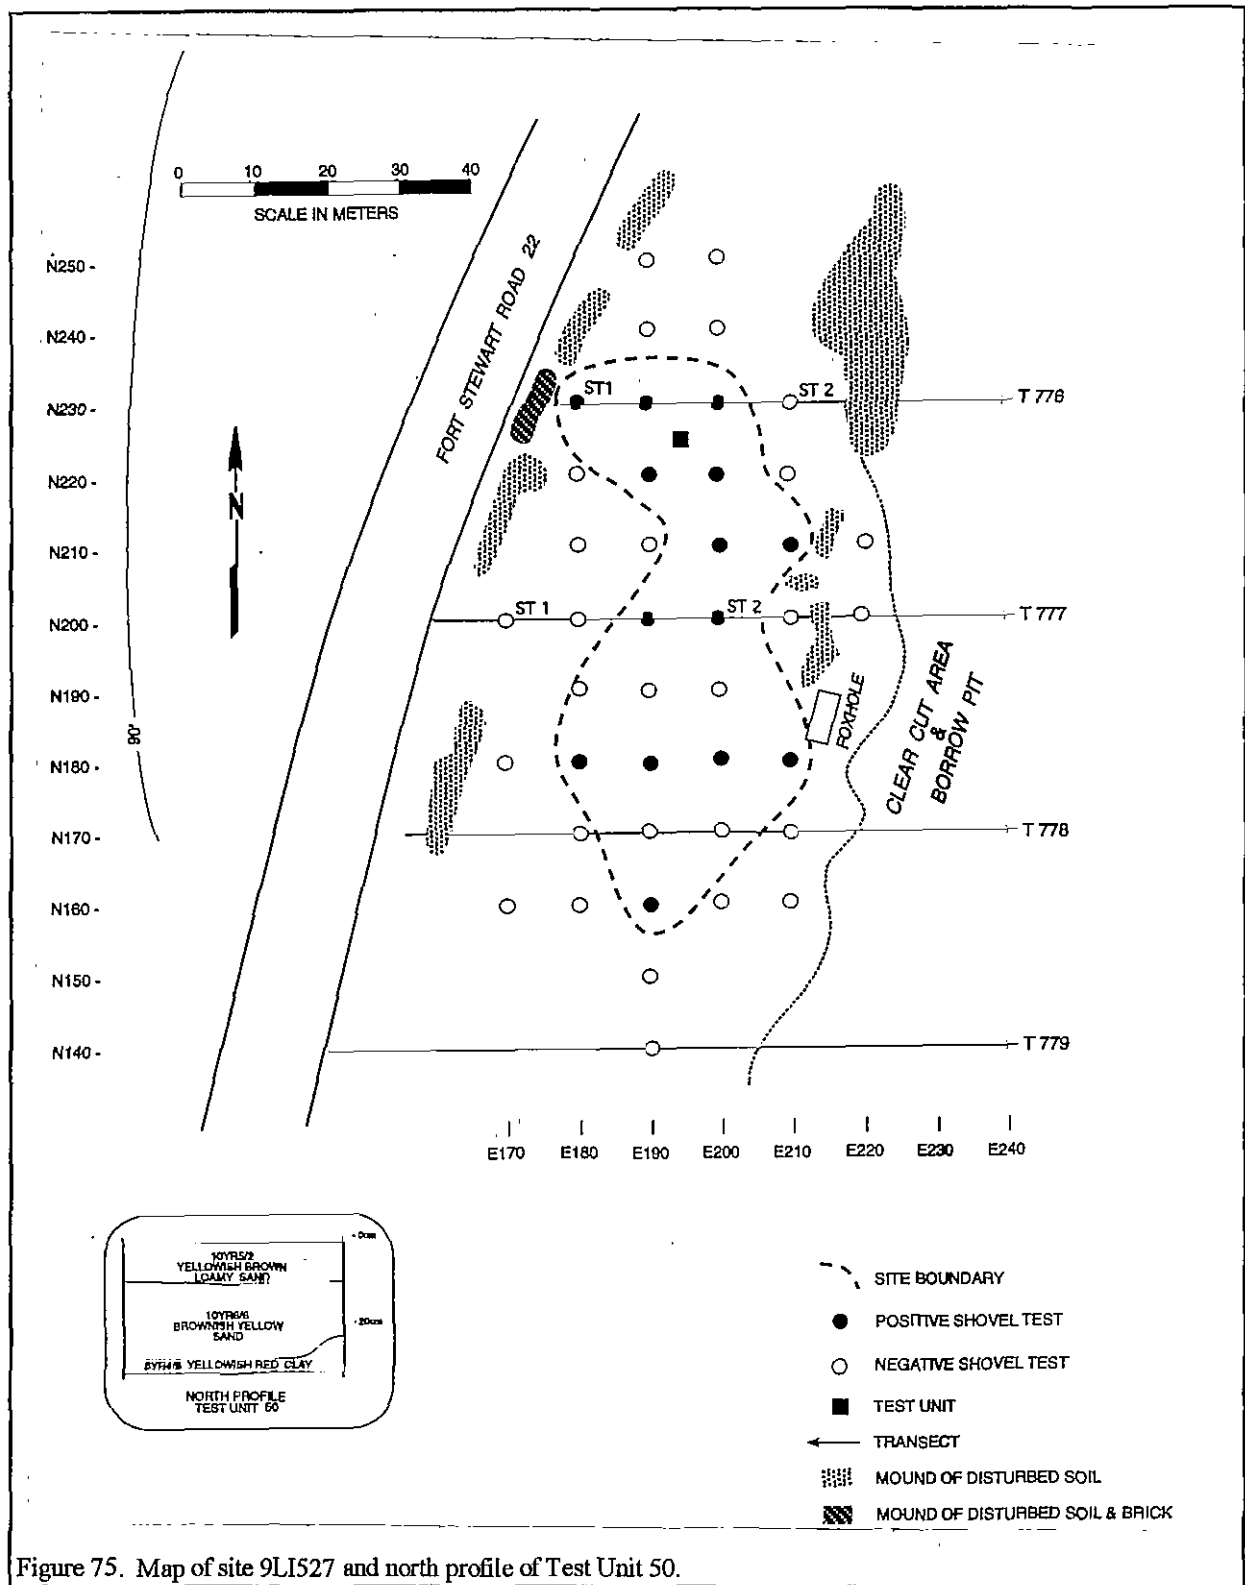 0 10 20 30 40
SCALE IN METERS
FORT STEWART ROAD 22
N250 -
N240 -
ST1 ST 2
N230 - T 776
N220 -
N
N210 -
ST 1 ST 2
N200 - T 777
N190 -
FOXHOLE
CLEAR CUT AREA
&
BORROW PIT
90'
N180 -
N170 - T 778
N160 -
N150 -
N140 - T 779
E170 E180 E190 E200 E210 E220 E230 E240
- 0cm
10YR5/2
YELLOWISH BROWN
LOAMY SAND
10YR6/6
BROWNISH YELLOW
SAND
- 20cm
YELLOWISH RED CLAY
NORTH PROFILE
TEST UNIT 50
SITE BOUNDARY
POSITIVE SHOVEL TEST
NEGATIVE SHOVEL TEST
TEST UNIT
TRANSECT
MOUND OF DISTURBED SOIL
MOUND OF DISTURBED SOIL & BRICK
Figure 75. Map of site 9LI527 and north profile of Test Unit 50.